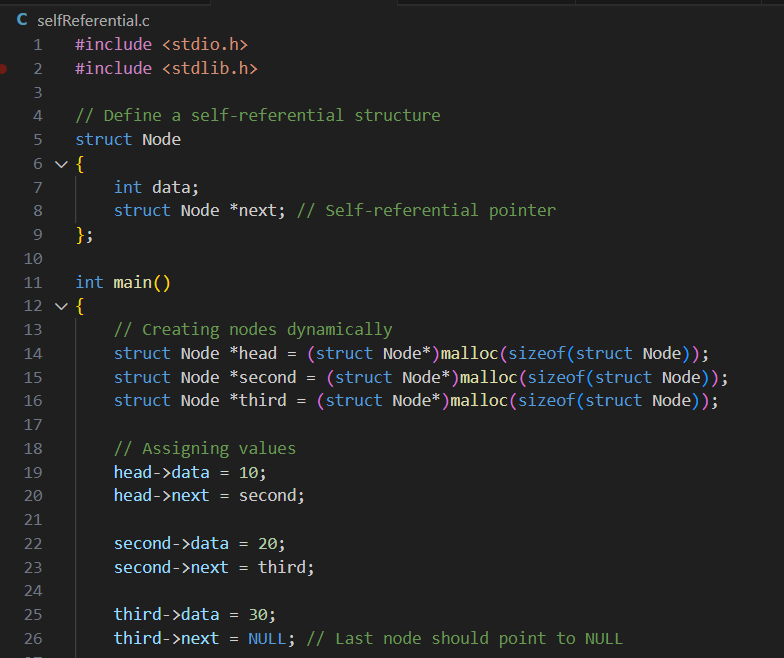 C selfReferential.c
1 #include <stdio.h>
2 #include <stdlib.h>
3
4 // Define a self-referential structure
5 struct Node
6 {
7     int data;
8     struct Node *next; // Self-referential pointer
9 };
10
11 int main()
12 {
13     // Creating nodes dynamically
14     struct Node *head = (struct Node*)malloc(sizeof(struct Node));
15     struct Node *second = (struct Node*)malloc(sizeof(struct Node));
16     struct Node *third = (struct Node*)malloc(sizeof(struct Node));
17
18     // Assigning values
19     head->data = 10;
20     head->next = second;
21
22     second->data = 20;
23     second->next = third;
24
25     third->data = 30;
26     third->next = NULL; // Last node should point to NULL